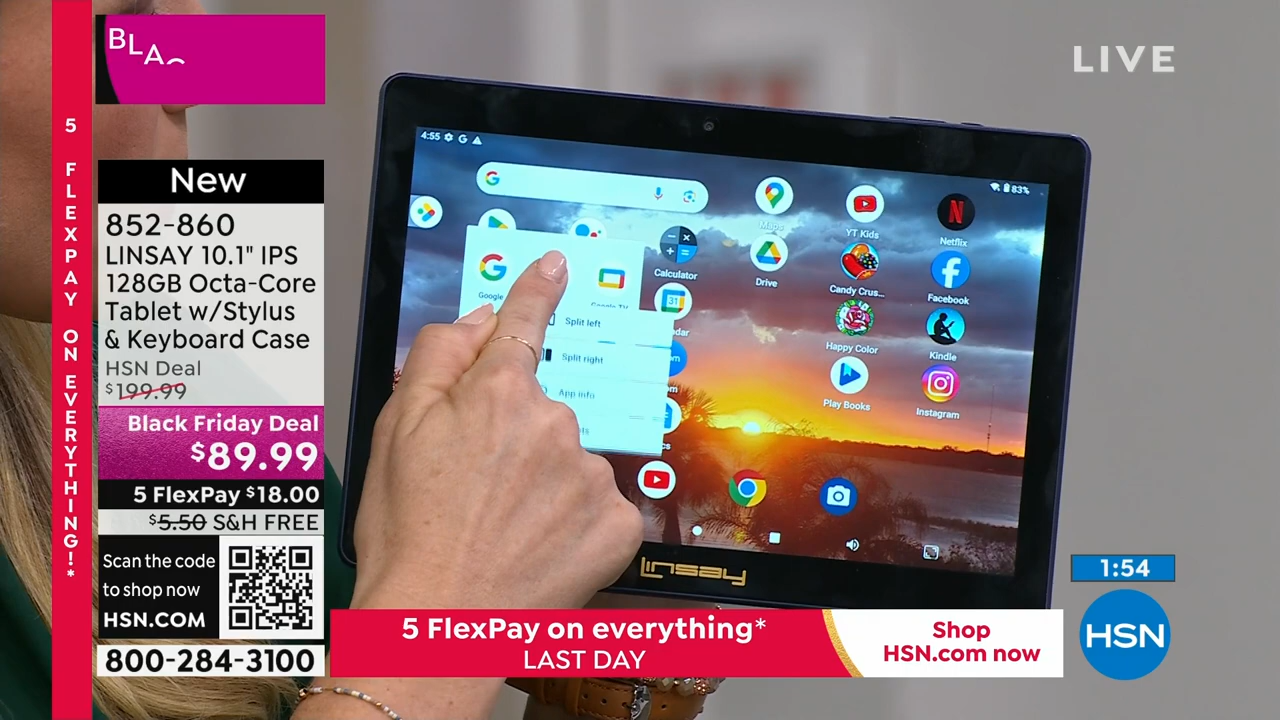 5 FLEXPAY ON EVERYTHING!*
BLAC
New
852-860
LINSAY 10.1" IPS
128GB Octa-Core
Tablet w/Stylus
& Keyboard Case
HSN Deal
$199.99
Black Friday Deal
$89.99
5 FlexPay $18.00
$5.50 S&H FREE
Scan the code
to shop now
HSN.COM
800-284-3100
LIVE
4:55
83%
Maps
YT Kids
Netflix
Calculator
Drive
Candy Crus...
Facebook
Google
Google TV
31
Split left
Split right
App info
Happy Color
Kindle
Play Books
Instagram
Linsay
5 FlexPay on everything*
LAST DAY
Shop
HSN.com now
1:54
HSN